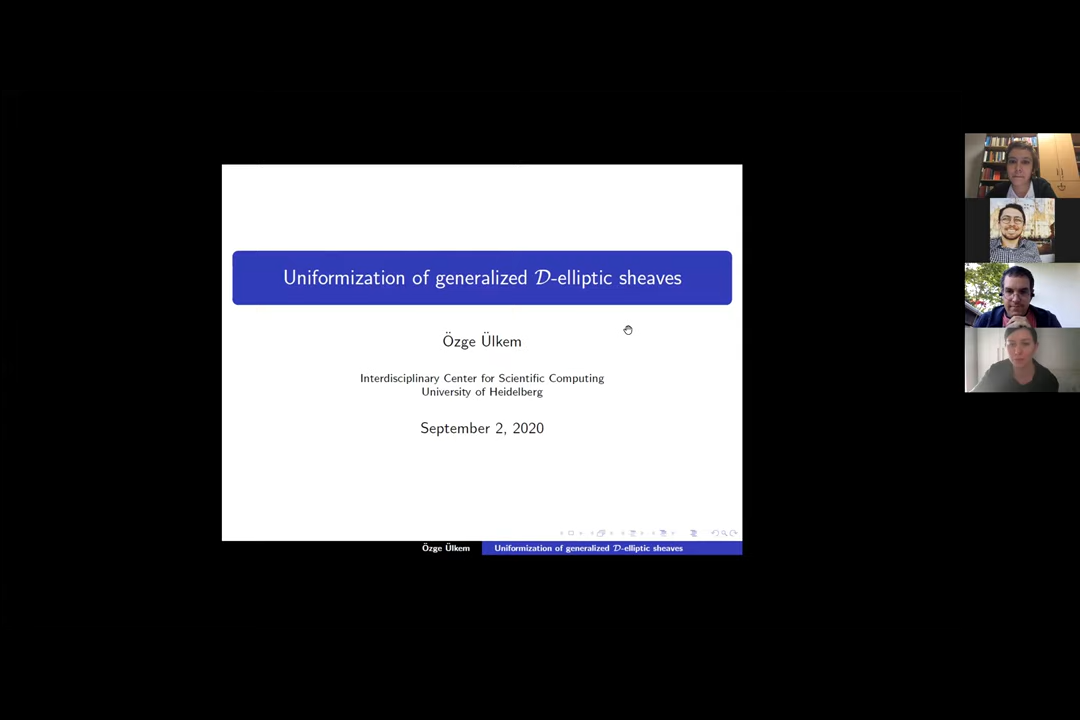 Uniformization of generalized 𝒟-elliptic sheaves
Özge Ülkem
Interdisciplinary Center for Scientific Computing
University of Heidelberg
September 2, 2020
Özge Ülkem Uniformization of generalized 𝒟-elliptic sheaves